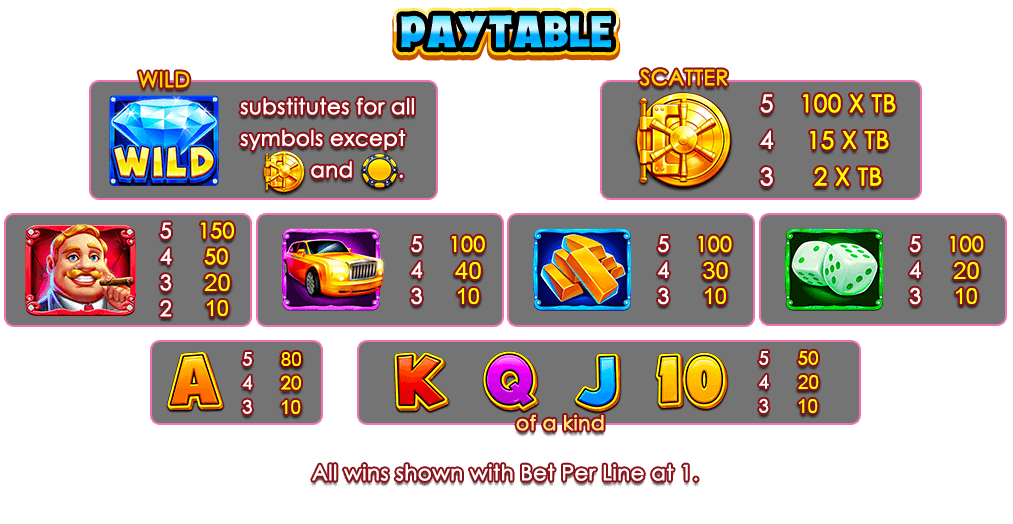 PAYTABLE
WILD
WILD
substitutes for all
symbols except
and .
SCATTER
5 100 X TB
4 15 X TB
3 2 X TB
5 150
4 50
3 20
2 10
5 100
4 40
3 10
5 100
4 30
3 10
5 100
4 20
3 10
A
5 80
4 20
3 10
K Q J 10
of a kind
5 50
4 20
3 10
All wins shown with Bet Per Line at 1.